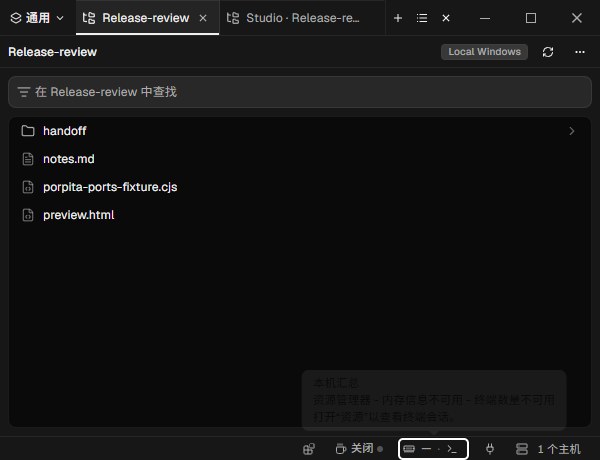 通用 Release-review Studio · Release-re...
Release-review Local Windows
在 Release-review 中查找
handoff
notes.md
porpita-ports-fixture.cjs
preview.html
本机汇总
资源管理器 - 内存信息不可用 - 终端数量不可用
打开“资源”以查看终端会话。
关闭 — · 1 个主机